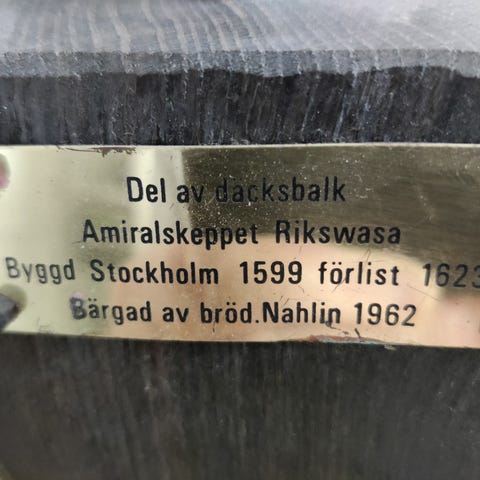 Del av däcksbalk
Amiralskeppet Rikswasa
Byggd Stockholm 1599 förlist 1623
Bärgad av bröd.Nahlin 1962